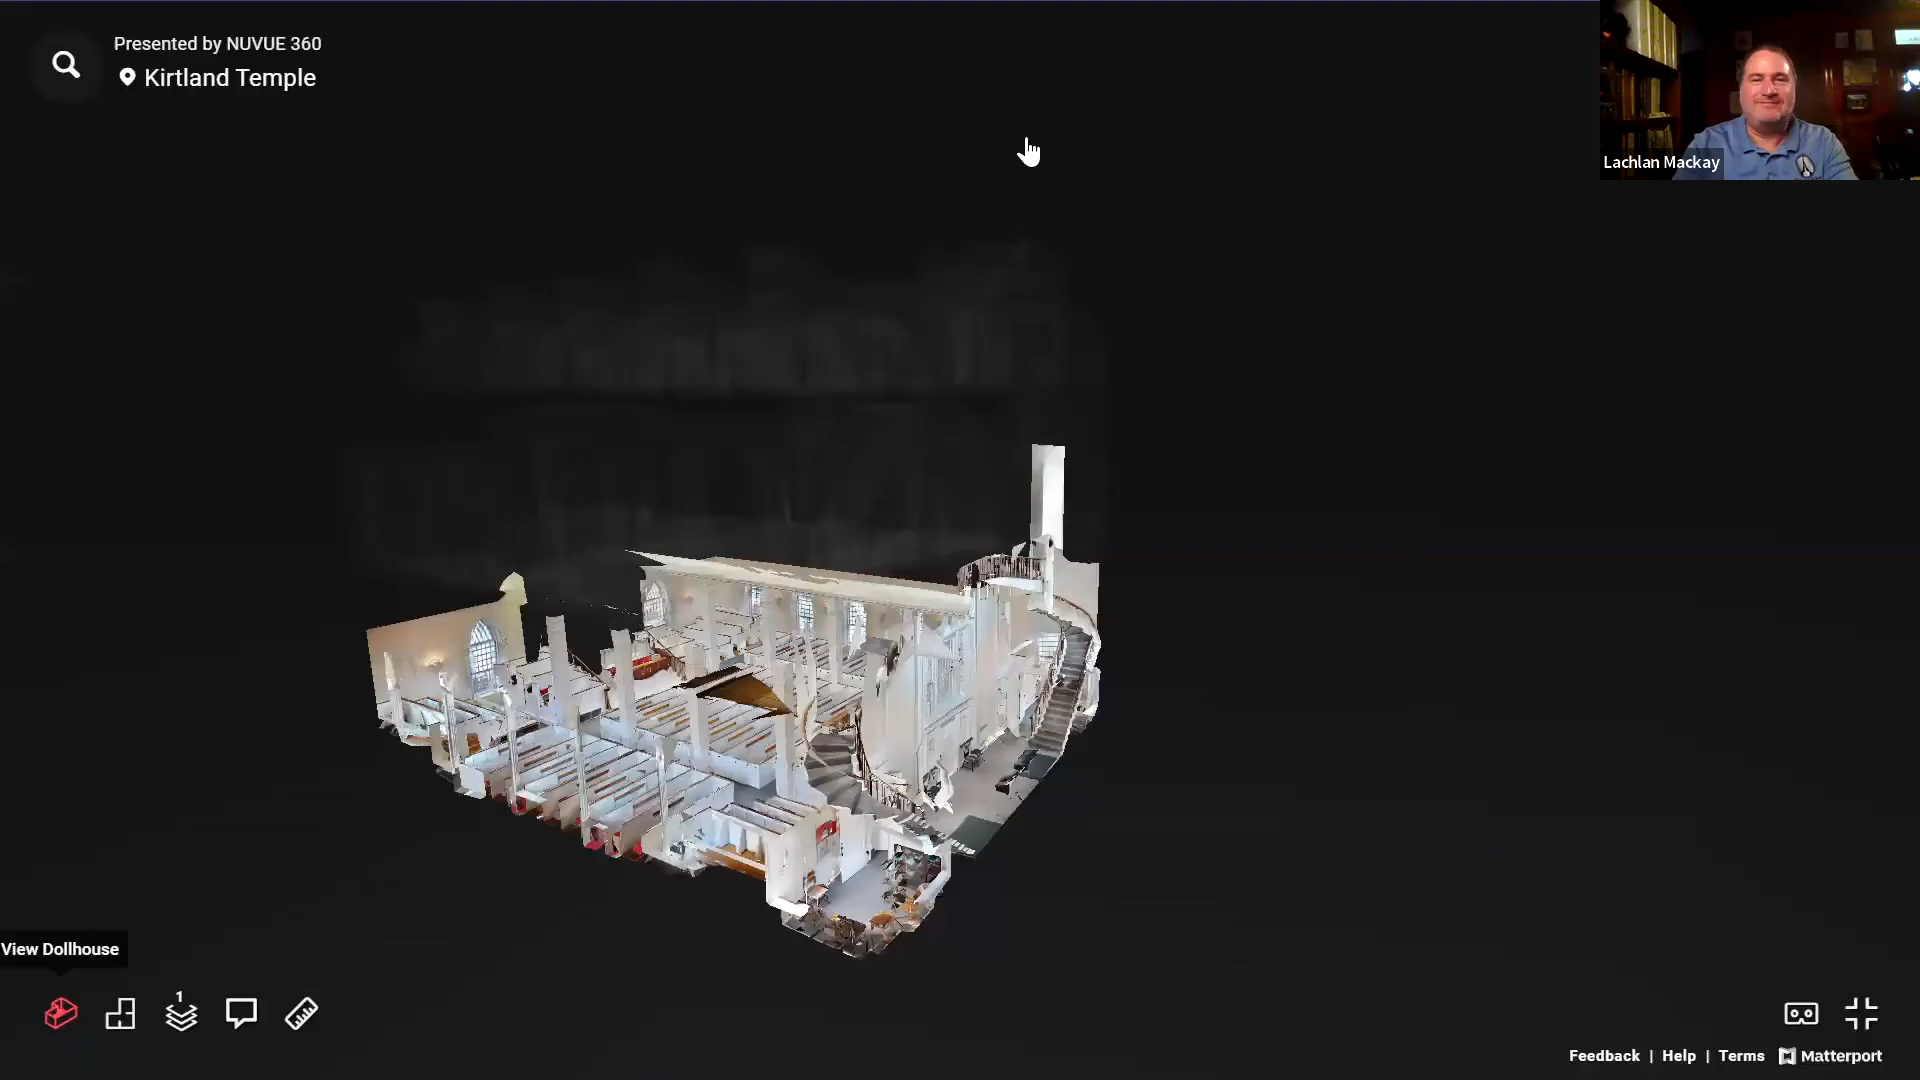 Presented by NUVUE 360
Kirtland Temple
Lachlan Mackay
View Dollhouse
1
Feedback | Help | Terms Matterport